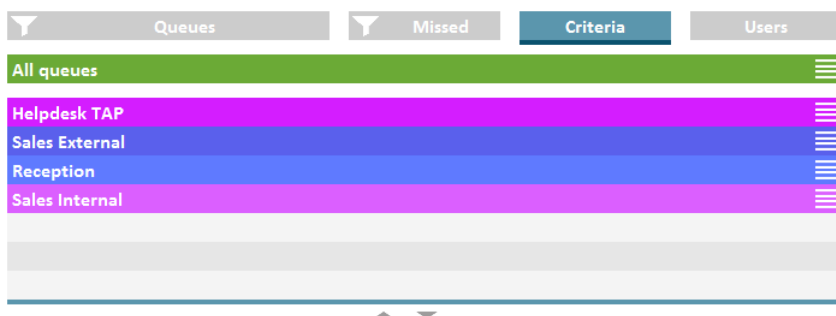 Queues Missed Criteria Users
All queues
Helpdesk TAP
Sales External
Reception
Sales Internal